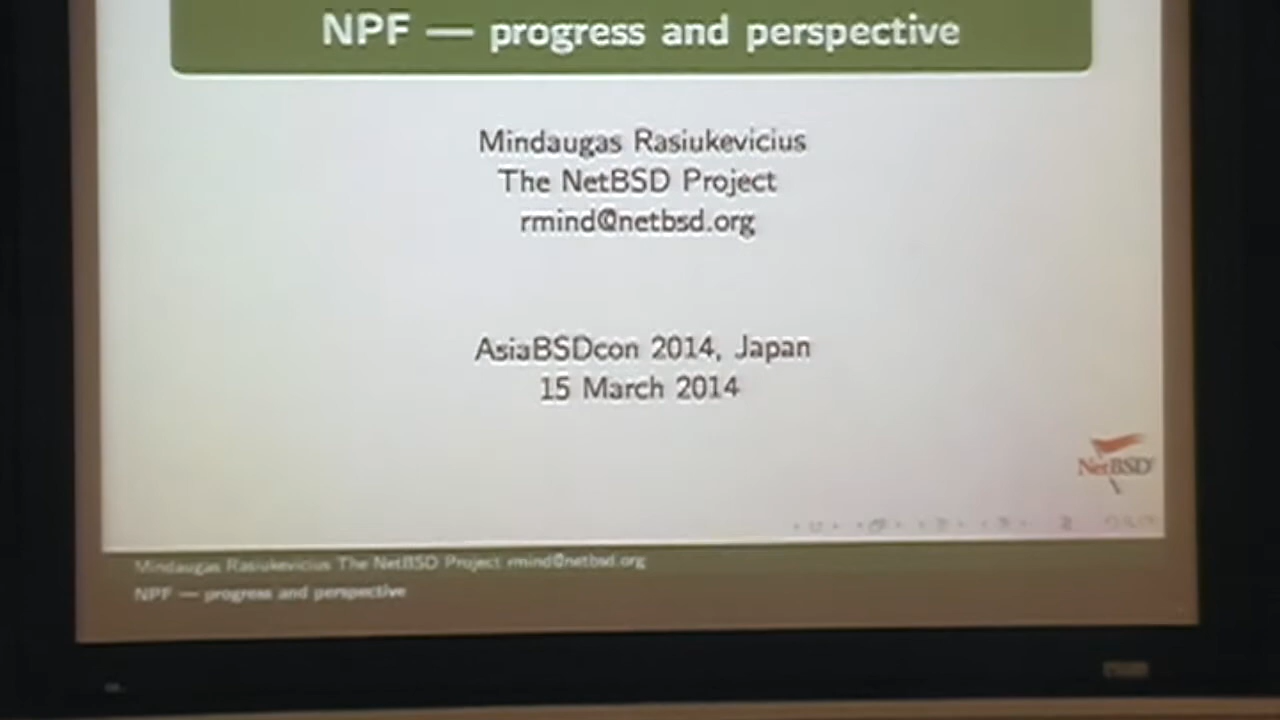 NPF — progress and perspective
Mindaugas Rasiukevicius
The NetBSD Project
rmind@netbsd.org
AsiaBSDcon 2014, Japan
15 March 2014
NetBSD
Mindaugas Rasiukevicius The NetBSD Project rmind@netbsd.org
NPF — progress and perspective